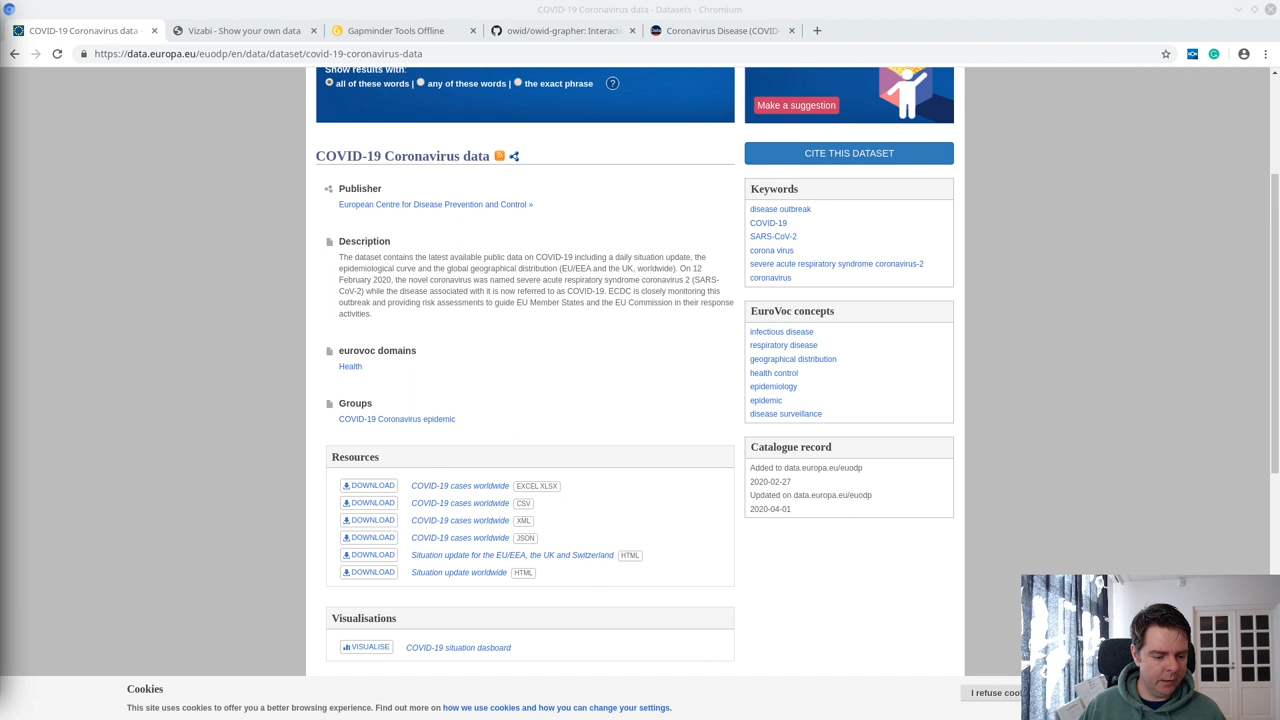 COVID-19 Coronavirus data - Datasets - Chromium
COVID-19 Coronavirus data
Vizabi - Show your own data
Gapminder Tools Offline
owid/owid-grapher: Interacti
Coronavirus Disease (COVID-
https://data.europa.eu/euodp/en/data/dataset/covid-19-coronavirus-data
Show results with:
all of these words | any of these words | the exact phrase ?
Make a suggestion
COVID-19 Coronavirus data
CITE THIS DATASET
Publisher
European Centre for Disease Prevention and Control »
Description
The dataset contains the latest available public data on COVID-19 including a daily situation update, the
epidemiological curve and the global geographical distribution (EU/EEA and the UK, worldwide). On 12
February 2020, the novel coronavirus was named severe acute respiratory syndrome coronavirus 2 (SARS-
CoV-2) while the disease associated with it is now referred to as COVID-19. ECDC is closely monitoring this
outbreak and providing risk assessments to guide EU Member States and the EU Commission in their response
activities.
eurovoc domains
Health
Groups
COVID-19 Coronavirus epidemic
Resources
DOWNLOAD COVID-19 cases worldwide EXCEL XLSX
DOWNLOAD COVID-19 cases worldwide CSV
DOWNLOAD COVID-19 cases worldwide XML
DOWNLOAD COVID-19 cases worldwide JSON
DOWNLOAD Situation update for the EU/EEA, the UK and Switzerland HTML
DOWNLOAD Situation update worldwide HTML
Visualisations
VISUALISE COVID-19 situation dasboard
Keywords
disease outbreak
COVID-19
SARS-CoV-2
corona virus
severe acute respiratory syndrome coronavirus-2
coronavirus
EuroVoc concepts
infectious disease
respiratory disease
geographical distribution
health control
epidemiology
epidemic
disease surveillance
Catalogue record
Added to data.europa.eu/euodp
2020-02-27
Updated on data.europa.eu/euodp
2020-04-01
Cookies
This site uses cookies to offer you a better browsing experience. Find out more on how we use cookies and how you can change your settings.
I refuse cook